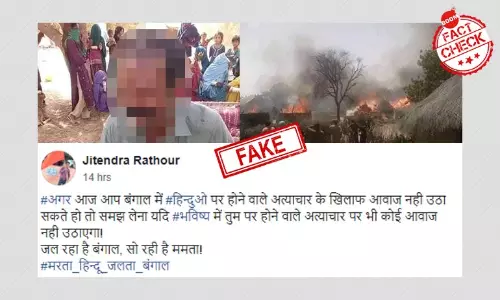 BOOM
FACT
CHECK
FAKE
Jitendra Rathour
14 hrs
#अगर आज आप बंगाल में #हिन्दुओ पर होने वाले अत्याचार के खिलाफ आवाज नही उठा
सकते हो तो समझ लेना यदि #भविष्य में तुम पर होने वाले अत्याचार पर भी कोई आवाज
नही उठाएगा!
जल रहा है बंगाल, सो रही है ममता!
#मरता_हिन्दू_जलता_बंगाल